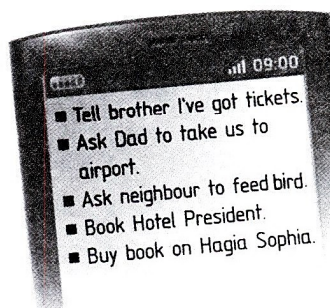 09:00
■ Tell brother I've got tickets.
■ Ask Dad to take us to
airport.
■ Ask neighbour to feed bird.
■ Book Hotel President.
■ Buy book on Hagia Sophia.